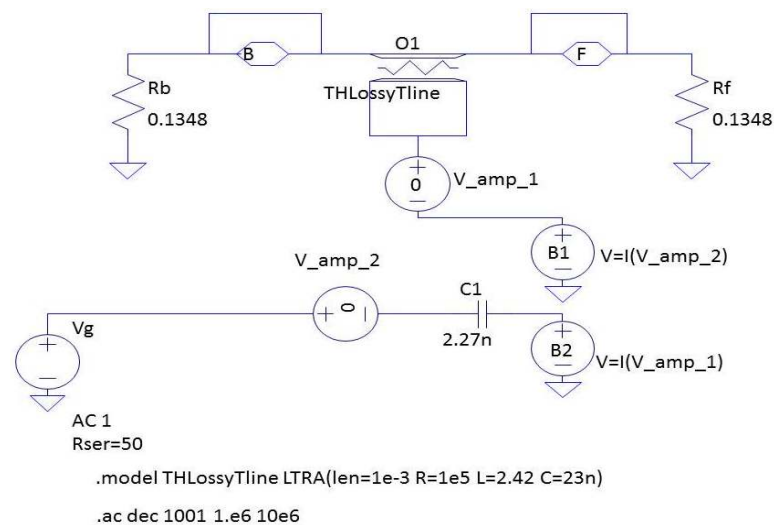 O1
B
F
Rb
0.1348
THLossyTline
Rf
0.1348
+
0
−
V_amp_1
+
B1
−
V=I(V_amp_2)
V_amp_2
+ 0 |
C1
2.27n
Vg
+
−
+
B2
−
V=I(V_amp_1)
AC 1
Rser=50
.model THLossyTline LTRA(len=1e-3 R=1e5 L=2.42 C=23n)
.ac dec 1001 1.e6 10e6